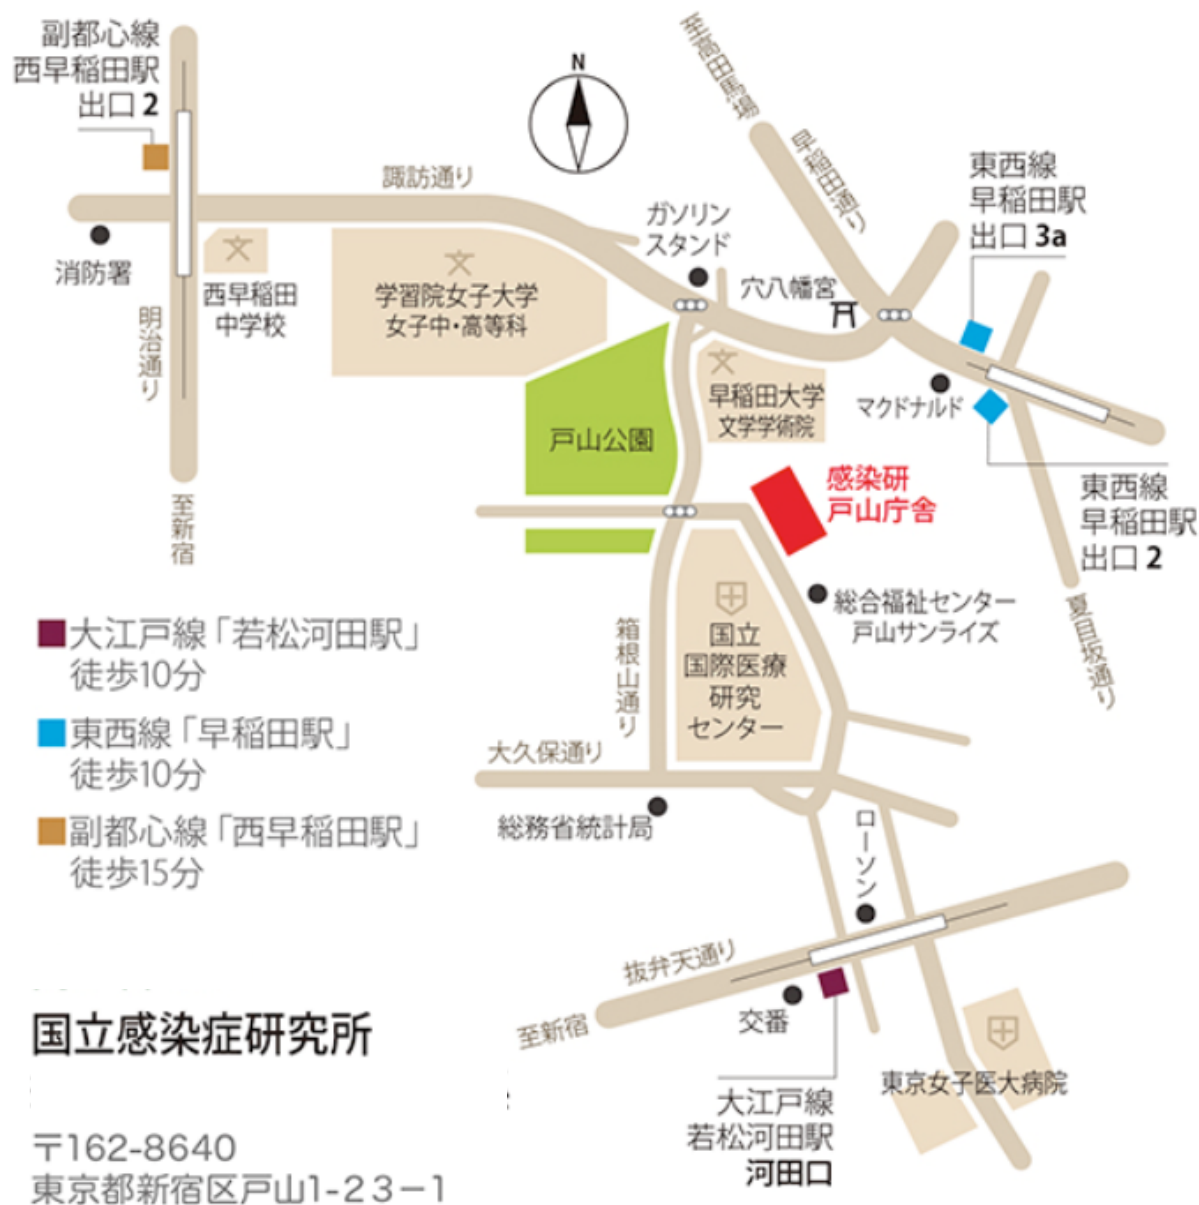 副都心線
西早稲田駅
出口 2
N
至高田馬場
早稲田通り
東西線
早稲田駅
出口 3a
諏訪通り
ガソリン
スタンド
穴八幡宮
消防署
西早稲田
中学校
学習院女子大学
女子中・高等科
明治通り
至新宿
早稲田大学
文学学術院
マクドナルド
戸山公園
感染研
戸山庁舎
東西線
早稲田駅
出口 2
総合福祉センター
戸山サンライズ
夏目坂通り
箱根山通り
国立
国際医療
研究
センター
大江戸線「若松河田駅」
徒歩10分
東西線「早稲田駅」
徒歩10分
副都心線「西早稲田駅」
徒歩15分
大久保通り
総務省統計局
ローソン
抜弁天通り
至新宿
交番
東京女子医大病院
大江戸線
若松河田駅
河田口
国立感染症研究所
〒162-8640
東京都新宿区戸山1-23-1